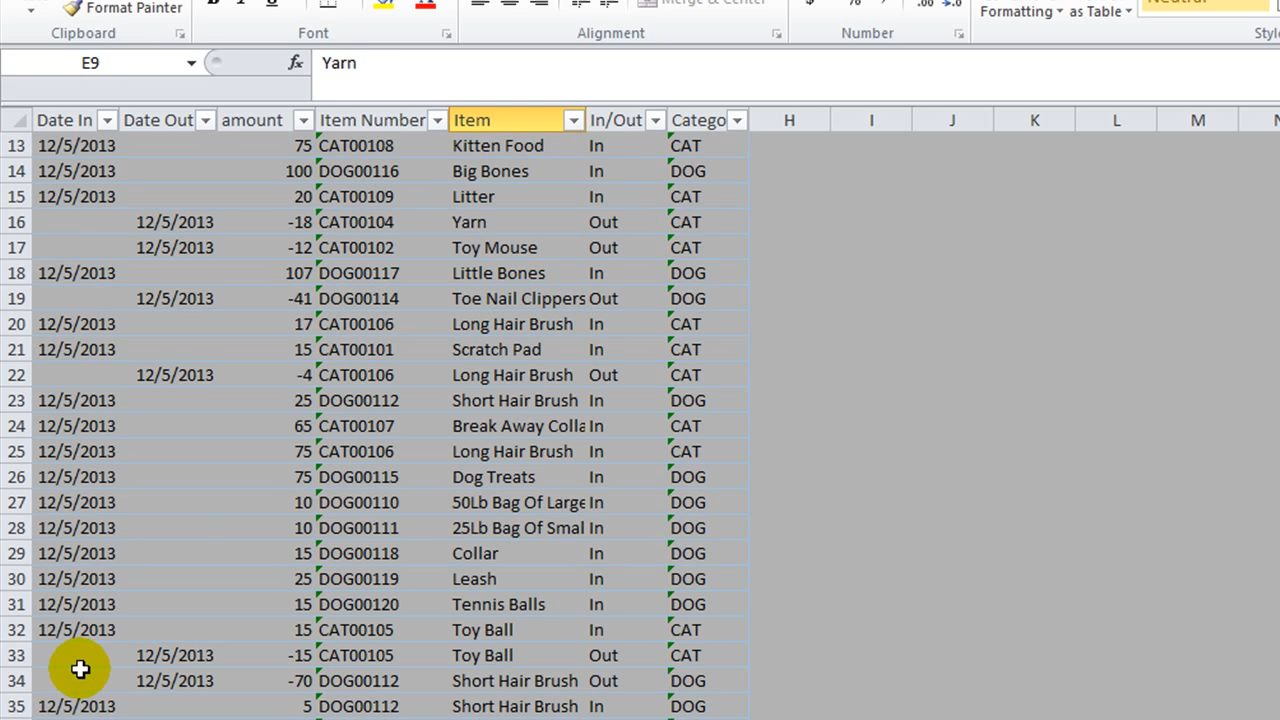 Format Painter
Merge & Center
Formatting as Table
Neutral
Clipboard Font Alignment Number
E9 fx Yarn
Date In Date Out amount Item Number Item In/Out Catego H I J K L M
13 12/5/2013 75 CAT00108 Kitten Food In CAT
14 12/5/2013 100 DOG00116 Big Bones In DOG
15 12/5/2013 20 CAT00109 Litter In CAT
16 12/5/2013 -18 CAT00104 Yarn Out CAT
17 12/5/2013 -12 CAT00102 Toy Mouse Out CAT
18 12/5/2013 107 DOG00117 Little Bones In DOG
19 12/5/2013 -41 DOG00114 Toe Nail Clippers Out DOG
20 12/5/2013 17 CAT00106 Long Hair Brush In CAT
21 12/5/2013 15 CAT00101 Scratch Pad In CAT
22 12/5/2013 -4 CAT00106 Long Hair Brush Out CAT
23 12/5/2013 25 DOG00112 Short Hair Brush In DOG
24 12/5/2013 65 CAT00107 Break Away Colla In CAT
25 12/5/2013 75 CAT00106 Long Hair Brush In CAT
26 12/5/2013 75 DOG00115 Dog Treats In DOG
27 12/5/2013 10 DOG00110 50Lb Bag Of Large In DOG
28 12/5/2013 10 DOG00111 25Lb Bag Of Smal In DOG
29 12/5/2013 15 DOG00118 Collar In DOG
30 12/5/2013 25 DOG00119 Leash In DOG
31 12/5/2013 15 DOG00120 Tennis Balls In DOG
32 12/5/2013 15 CAT00105 Toy Ball In CAT
33 12/5/2013 -15 CAT00105 Toy Ball Out CAT
34 12/5/2013 -70 DOG00112 Short Hair Brush Out DOG
35 12/5/2013 5 DOG00112 Short Hair Brush In DOG